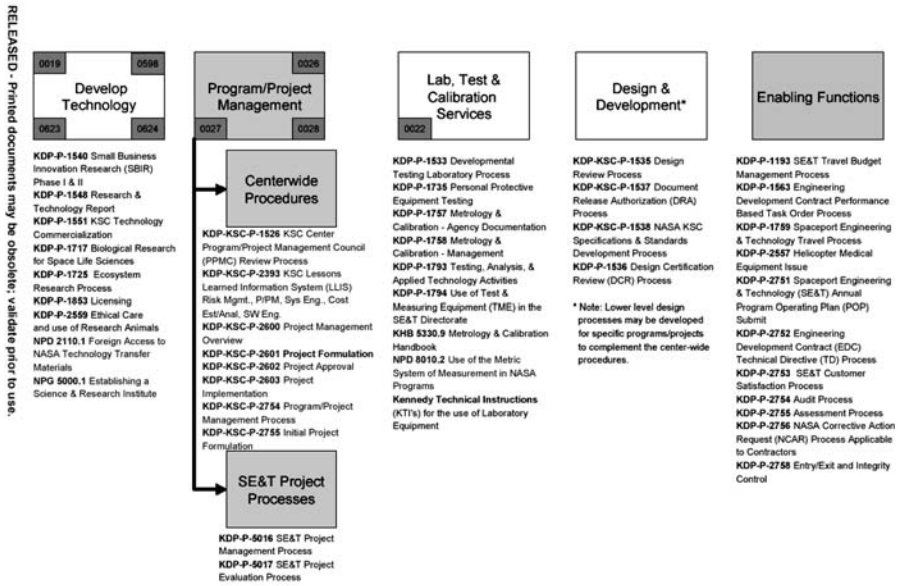 RELEASED - Printed documents may be obsolete; validate prior to use.
0019
0598
Develop
Technology
0623
0624
KDP-P-1540 Small Business
Innovation Research (SBIR)
Phase I & II
KDP-P-1548 Research &
Technology Report
KDP-P-1551 KSC Technology
Commercialization
KDP-P-1717 Biological Research
for Space Life Sciences
KDP-P-1725 Ecosystem
Research Process
KDP-P-1853 Licensing
KDP-P-2559 Ethical Care
and use of Research Animals
NPD 2110.1 Foreign Access to
NASA Technology Transfer
Materials
NPG 5000.1 Establishing a
Science & Research Institute
0026
Program/Project
Management
0027
0028
Centerwide
Procedures
KDP-KSC-P-1526 KSC Center
Program/Project Management Council
(PPMC) Review Process
KDP-KSC-P-2393 KSC Lessons
Learned Information System (LLIS)
Risk Mgmt., P/PM, Sys Eng., Cost
Est/Anal, SW Eng.
KDP-KSC-P-2600 Project Management
Overview
KDP-KSC-P-2601 Project Formulation
KDP-KSC-P-2602 Project Approval
KDP-KSC-P-2603 Project
Implementation
KDP-KSC-P-2754 Program/Project
Management Process
KDP-KSC-P-2755 Initial Project
Formulation
SE&T Project
Processes
KDP-P-5016 SE&T Project
Management Process
KDP-P-5017 SE&T Project
Evaluation Process
Lab, Test &
Calibration
Services
0022
KDP-P-1533 Developmental
Testing Laboratory Process
KDP-P-1735 Personal Protective
Equipment Testing
KDP-P-1757 Metrology &
Calibration - Agency Documentation
KDP-P-1758 Metrology &
Calibration - Management
KDP-P-1793 Testing, Analysis, &
Applied Technology Activities
KDP-P-1794 Use of Test &
Measuring Equipment (TME) in the
SE&T Directorate
KHB 5330.9 Metrology & Calibration
Handbook
NPD 8010.2 Use of the Metric
System of Measurement in NASA
Programs
Kennedy Technical Instructions
(KTI's) for the use of Laboratory
Equipment
Design &
Development*
KDP-KSC-P-1535 Design
Review Process
KDP-KSC-P-1537 Document
Release Authorization (DRA)
Process
KDP-KSC-P-1538 NASA KSC
Specifications & Standards
Development Process
KDP-P-1536 Design Certification
Review (DCR) Process
* Note: Lower level design
processes may be developed
for specific programs/projects
to complement the center-wide
procedures.
Enabling Functions
KDP-P-1193 SE&T Travel Budget
Management Process
KDP-P-1563 Engineering
Development Contract Performance
Based Task Order Process
KDP-P-1759 Spaceport Engineering
& Technology Travel Process
KDP-P-2557 Helicopter Medical
Equipment Issue
KDP-P-2751 Spaceport Engineering
& Technology (SE&T) Annual
Program Operating Plan (POP)
Submit
KDP-P-2752 Engineering
Development Contract (EDC)
Technical Directive (TD) Process
KDP-P-2753 SE&T Customer
Satisfaction Process
KDP-P-2754 Audit Process
KDP-P-2755 Assessment Process
KDP-P-2756 NASA Corrective Action
Request (NCAR) Process Applicable
to Contractors
KDP-P-2758 Entry/Exit and Integrity
Control